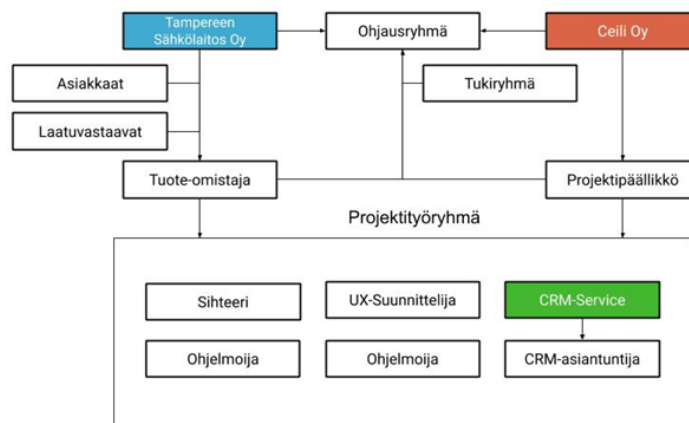 Tampereen
Sähkölaitos Oy
Ohjausryhmä
Ceili Oy
Asiakkaat
Tukiryhmä
Laatuvastaavat
Tuote-omistaja
Projektipäällikkö
Projektityöryhmä
Sihteeri
UX-Suunnittelija
CRM-Service
Ohjelmoija
Ohjelmoija
CRM-asiantuntija